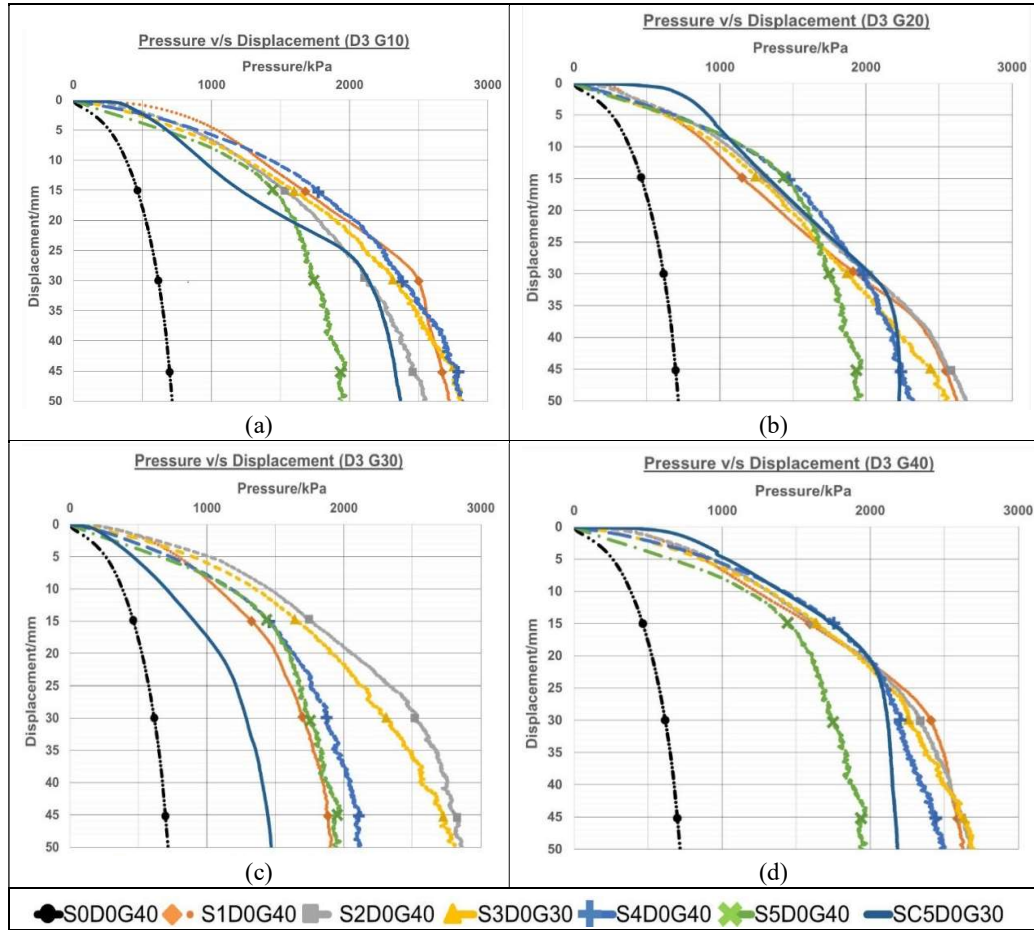 Pressure v/s Displacement (D3 G10)
Pressure/kPa
0 1000 2000 3000
0
5
10
15
20
25
30
35
40
45
50
Displacement/mm
(a)
Pressure v/s Displacement (D3 G20)
Pressure/kPa
0 1000 2000 3000
0
5
10
15
20
25
30
35
40
45
50
Displacement/mm
(b)
Pressure v/s Displacement (D3 G30)
Pressure/kPa
0 1000 2000 3000
0
5
10
15
20
25
30
35
40
45
50
Displacement/mm
(c)
Pressure v/s Displacement (D3 G40)
Pressure/kPa
0 1000 2000 3000
0
5
10
15
20
25
30
35
40
45
50
Displacement/mm
(d)
S0D0G40 S1D0G40 S2D0G40 S3D0G30 S4D0G40 S5D0G40 SC5D0G30